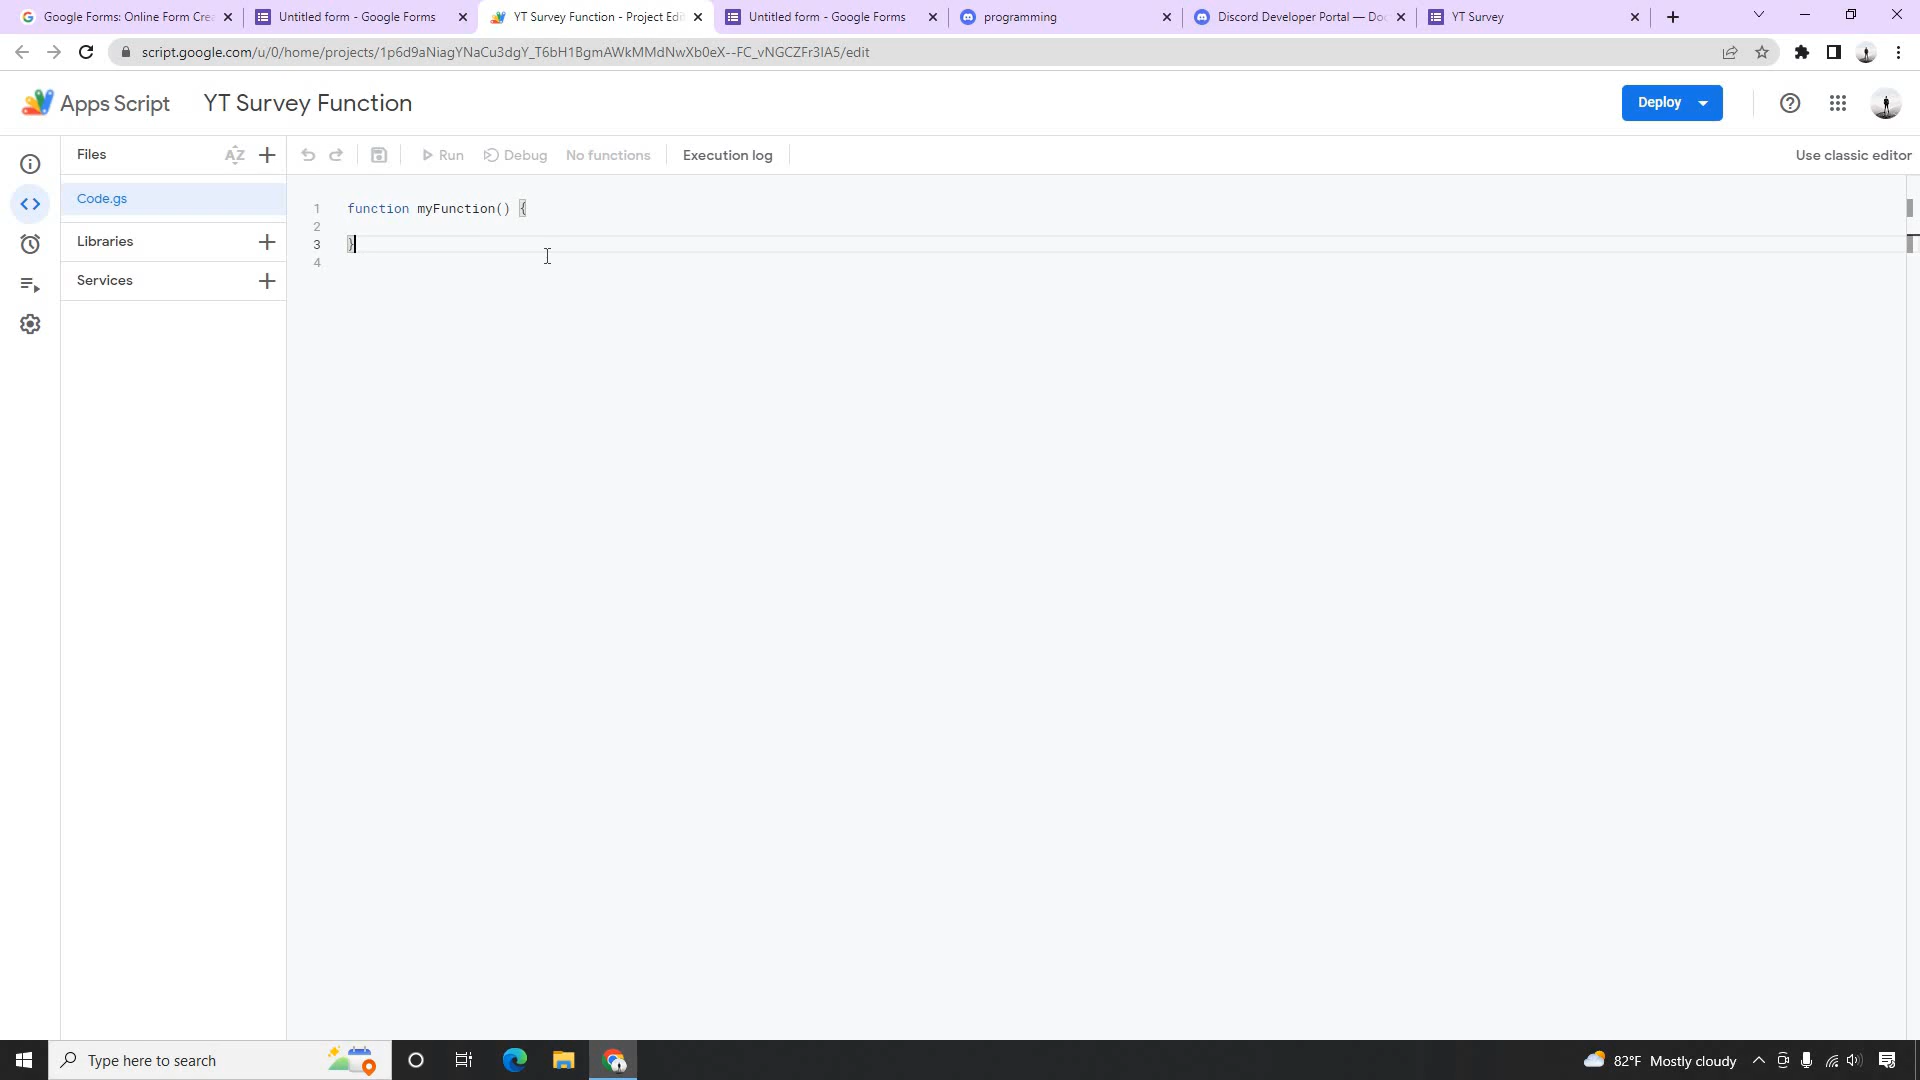 Google Forms: Online Form Cre
Untitled form - Google Forms
YT Survey Function - Project Edi
Untitled form - Google Forms
programming
Discord Developer Portal — Do
YT Survey
script.google.com/u/0/home/projects/1p6d9aNiagYNaCu3dgY_T6bH1BgmAWkMMdNwXb0eX--FC_vNGCZFr3IA5/edit
Apps Script
YT Survey Function
Deploy
Files
AZ
Run
Debug
No functions
Execution log
Use classic editor
Code.gs
Libraries
Services
1 function myFunction() {
2
3 }
4
Type here to search
82°F Mostly cloudy